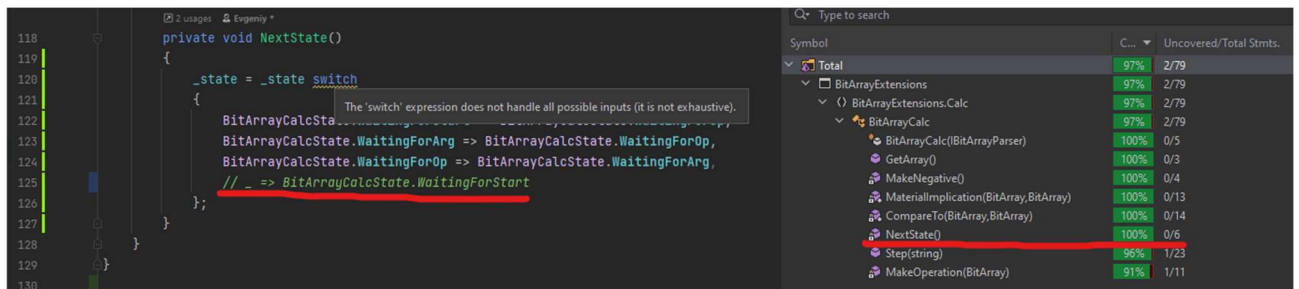 2 usages Evgeniy *
118 private void NextState()
119 {
120 _state = _state switch
121 {
The 'switch' expression does not handle all possible inputs (it is not exhaustive).
122 BitArrayCalcState.WaitingForStart => BitArrayCalcState.WaitingForOp,
123 BitArrayCalcState.WaitingForArg => BitArrayCalcState.WaitingForOp,
124 BitArrayCalcState.WaitingForOp => BitArrayCalcState.WaitingForArg,
125 // _ => BitArrayCalcState.WaitingForStart
126 };
127 }
128 }
129 }
130
Type to search
Symbol C... Uncovered/Total Stmts.
Total 97% 2/79
BitArrayExtensions 97% 2/79
BitArrayExtensions.Calc 97% 2/79
BitArrayCalc 97% 2/79
BitArrayCalc(IBitArrayParser) 100% 0/5
GetArray() 100% 0/3
MakeNegative() 100% 0/4
MaterialImplication(BitArray,BitArray) 100% 0/13
CompareTo(BitArray,BitArray) 100% 0/14
NextState() 100% 0/6
Step(string) 96% 1/23
MakeOperation(BitArray) 91% 1/11